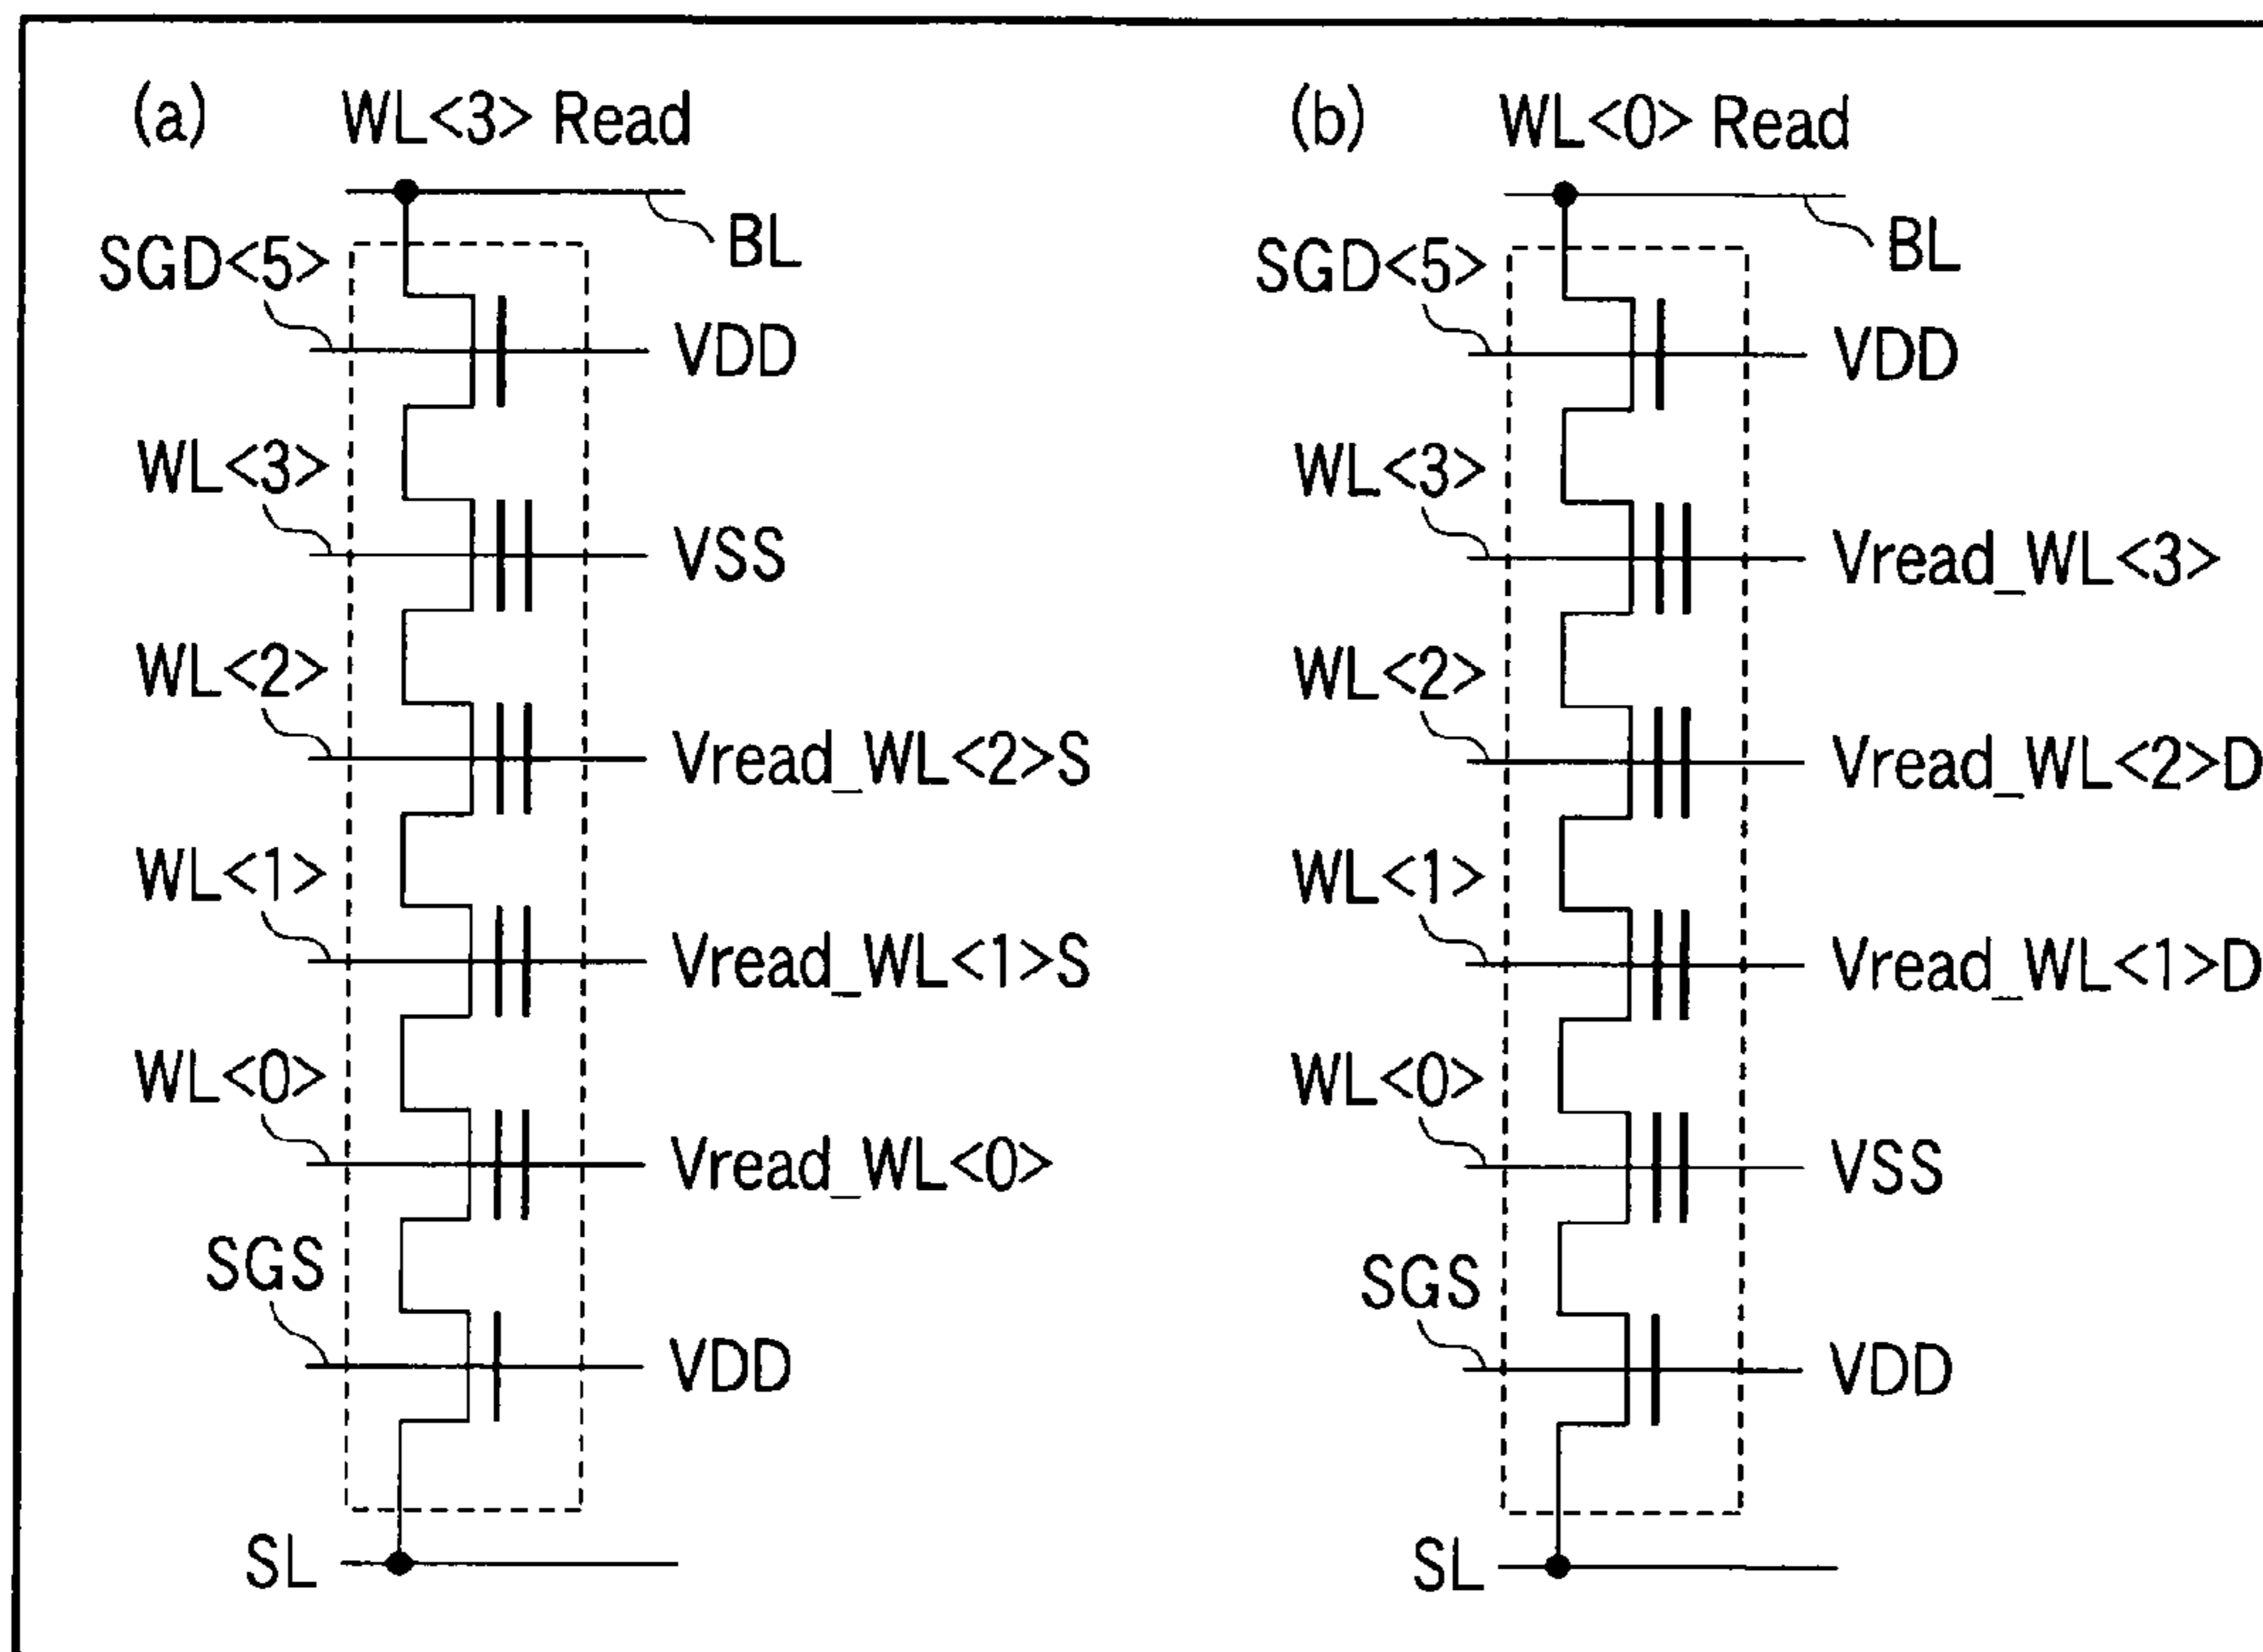 (a) WL<3> Read
BL
SGD<5>
VDD
WL<3>
VSS
WL<2>
Vread_WL<2>S
WL<1>
Vread_WL<1>S
WL<0>
Vread_WL<0>
SGS
VDD
SL
(b) WL<0> Read
BL
SGD<5>
VDD
WL<3>
Vread_WL<3>
WL<2>
Vread_WL<2>D
WL<1>
Vread_WL<1>D
WL<0>
VSS
SGS
VDD
SL